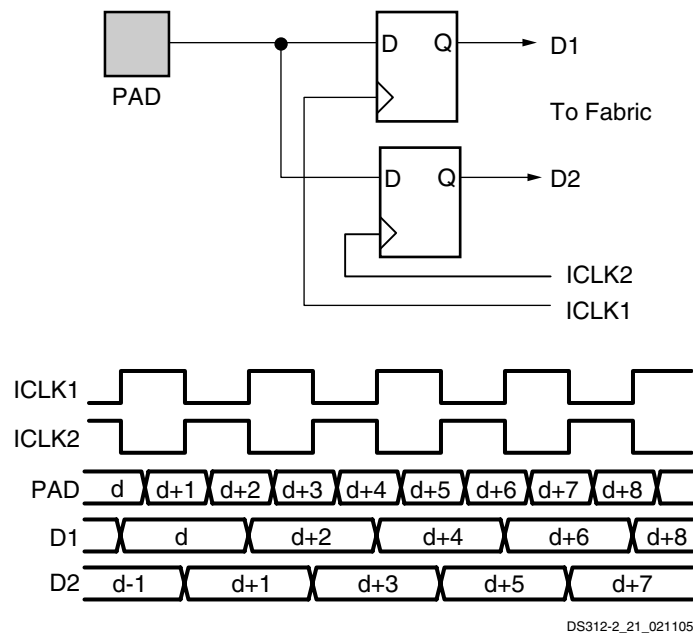 D Q D1
PAD
To Fabric
D Q D2
ICLK2
ICLK1
ICLK1
ICLK2
PAD d d+1 d+2 d+3 d+4 d+5 d+6 d+7 d+8
D1 d d+2 d+4 d+6 d+8
D2 d-1 d+1 d+3 d+5 d+7
DS312-2_21_021105